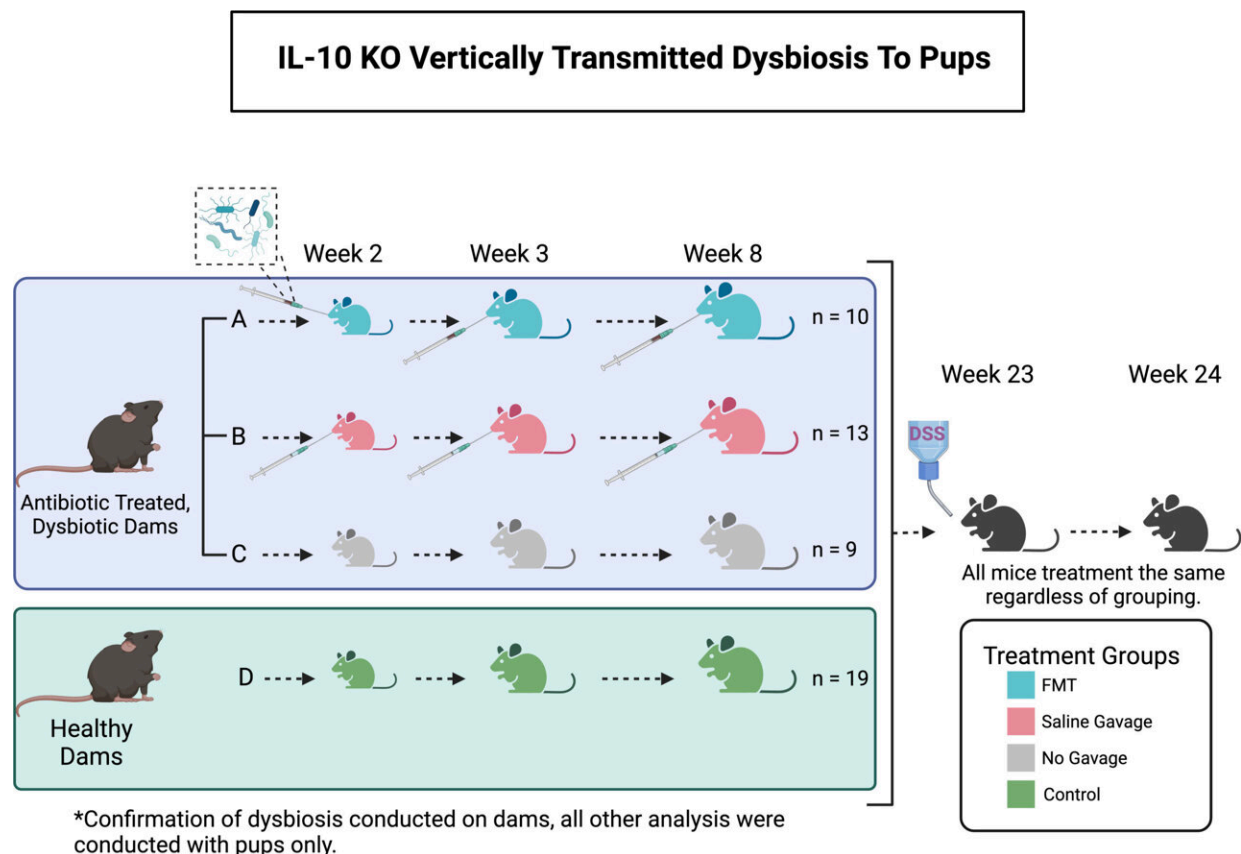 IL-10 KO Vertically Transmitted Dysbiosis To Pups
Week 2
Week 3
Week 8
A
n = 10
Week 23
Week 24
B
n = 13
DSS
Antibiotic Treated,
Dysbiotic Dams
C
n = 9
All mice treatment the same
regardless of grouping.
D
n = 19
Healthy
Dams
Treatment Groups
FMT
Saline Gavage
No Gavage
Control
*Confirmation of dysbiosis conducted on dams, all other analysis were
conducted with pups only.